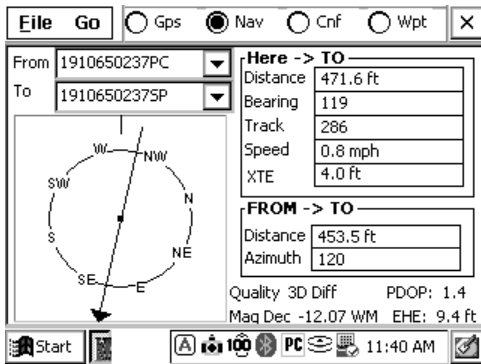 File Go Gps Nav Cnf Wpt
From 1910650237PC
To 1910650237SP
W NW
SW
N
S
NE
SE E
Here -> TO
Distance 471.6 ft
Bearing 119
Track 286
Speed 0.8 mph
XTE 4.0 ft
FROM -> TO
Distance 453.5 ft
Azimuth 120
Quality 3D Diff PDOP: 1.4
Mag Dec -12.07 WM EHE: 9.4 ft
Start A 100 PC 11:40 AM